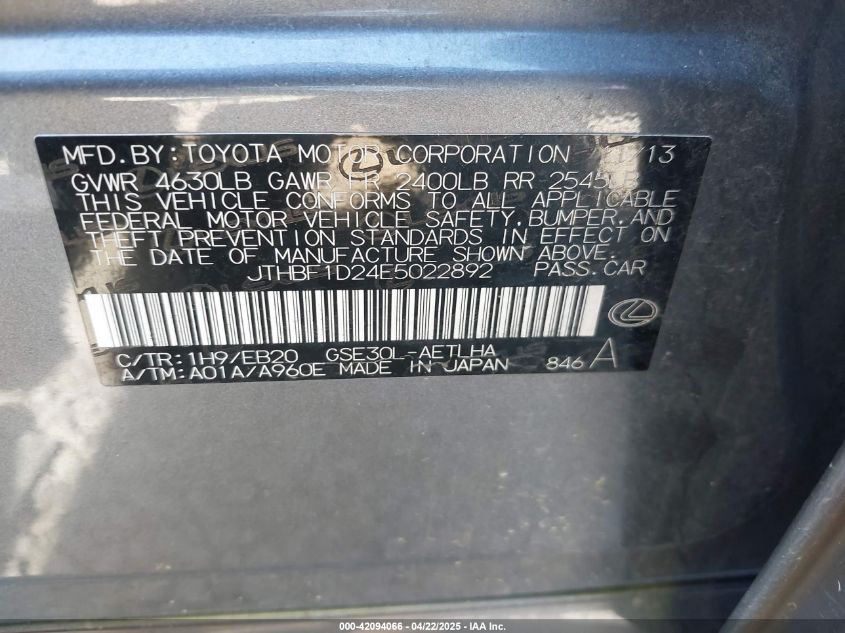 MFD.BY:TOYOTA MOTOR CORPORATION /13
GVWR 4630LB GAWR FR 2400LB RR 2545LB
THIS VEHICLE CONFORMS TO ALL APPLICABLE
FEDERAL MOTOR VEHICLE SAFETY,BUMPER,AND
THEFT PREVENTION STANDARDS IN EFFECT ON
THE DATE OF MANUFACTURE SHOWN ABOVE.
JTHBF1D24E5022892 PASS.CAR
C/TR:1H9/EB20 GSE30L-AETLHA
A/TM:A01A/A960E MADE IN JAPAN 846 A
000-42094066 - 04/22/2025 - IAA Inc.